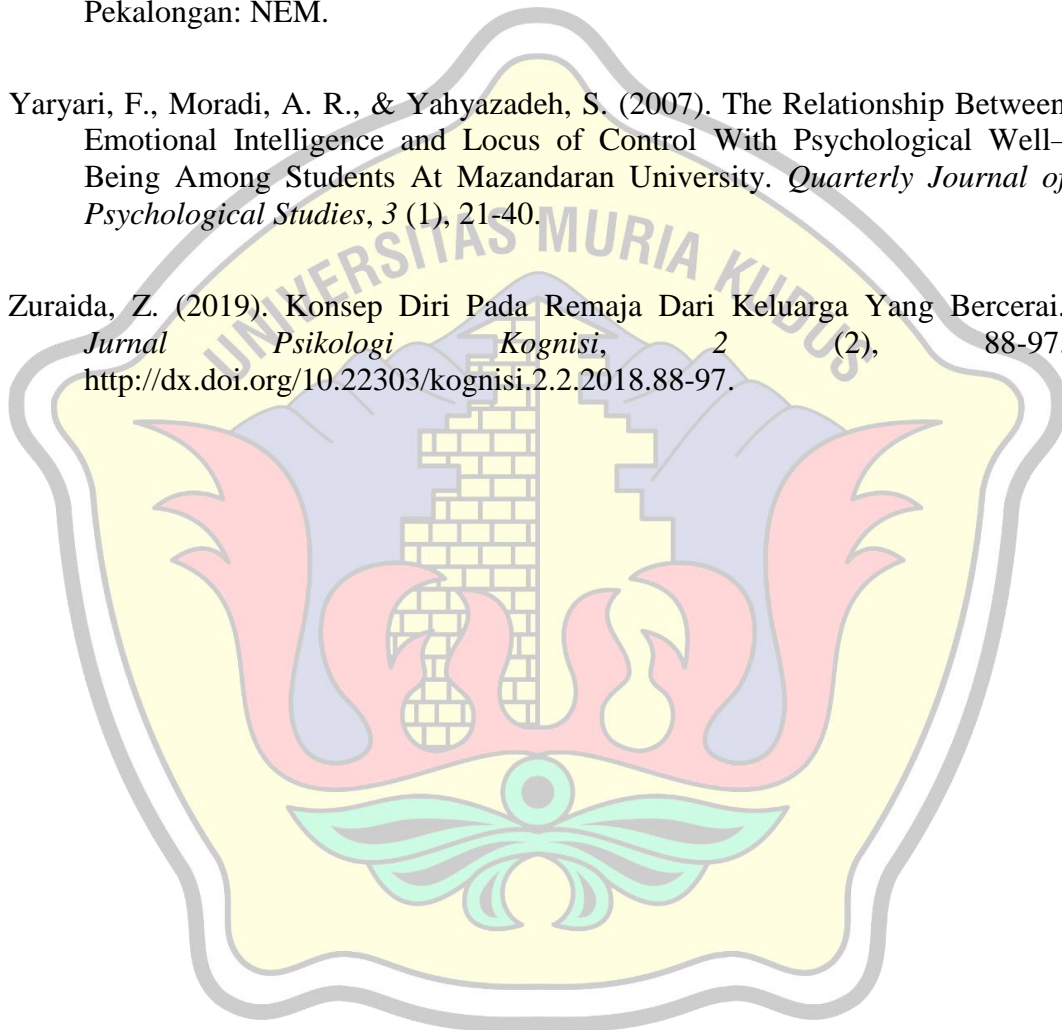 Pekalongan: NEM.
Yaryari, F., Moradi, A. R., & Yahyazadeh, S. (2007). The Relationship Between
Emotional Intelligence and Locus of Control With Psychological Well–
Being Among Students At Mazandaran University. Quarterly Journal of
Psychological Studies, 3 (1), 21-40.
UNIVERSITAS MURIA KUDUS
Zuraida, Z. (2019). Konsep Diri Pada Remaja Dari Keluarga Yang Bercerai.
Jurnal Psikologi Kognisi, 2 (2), 88-97.
http://dx.doi.org/10.22303/kognisi.2.2.2018.88-97.